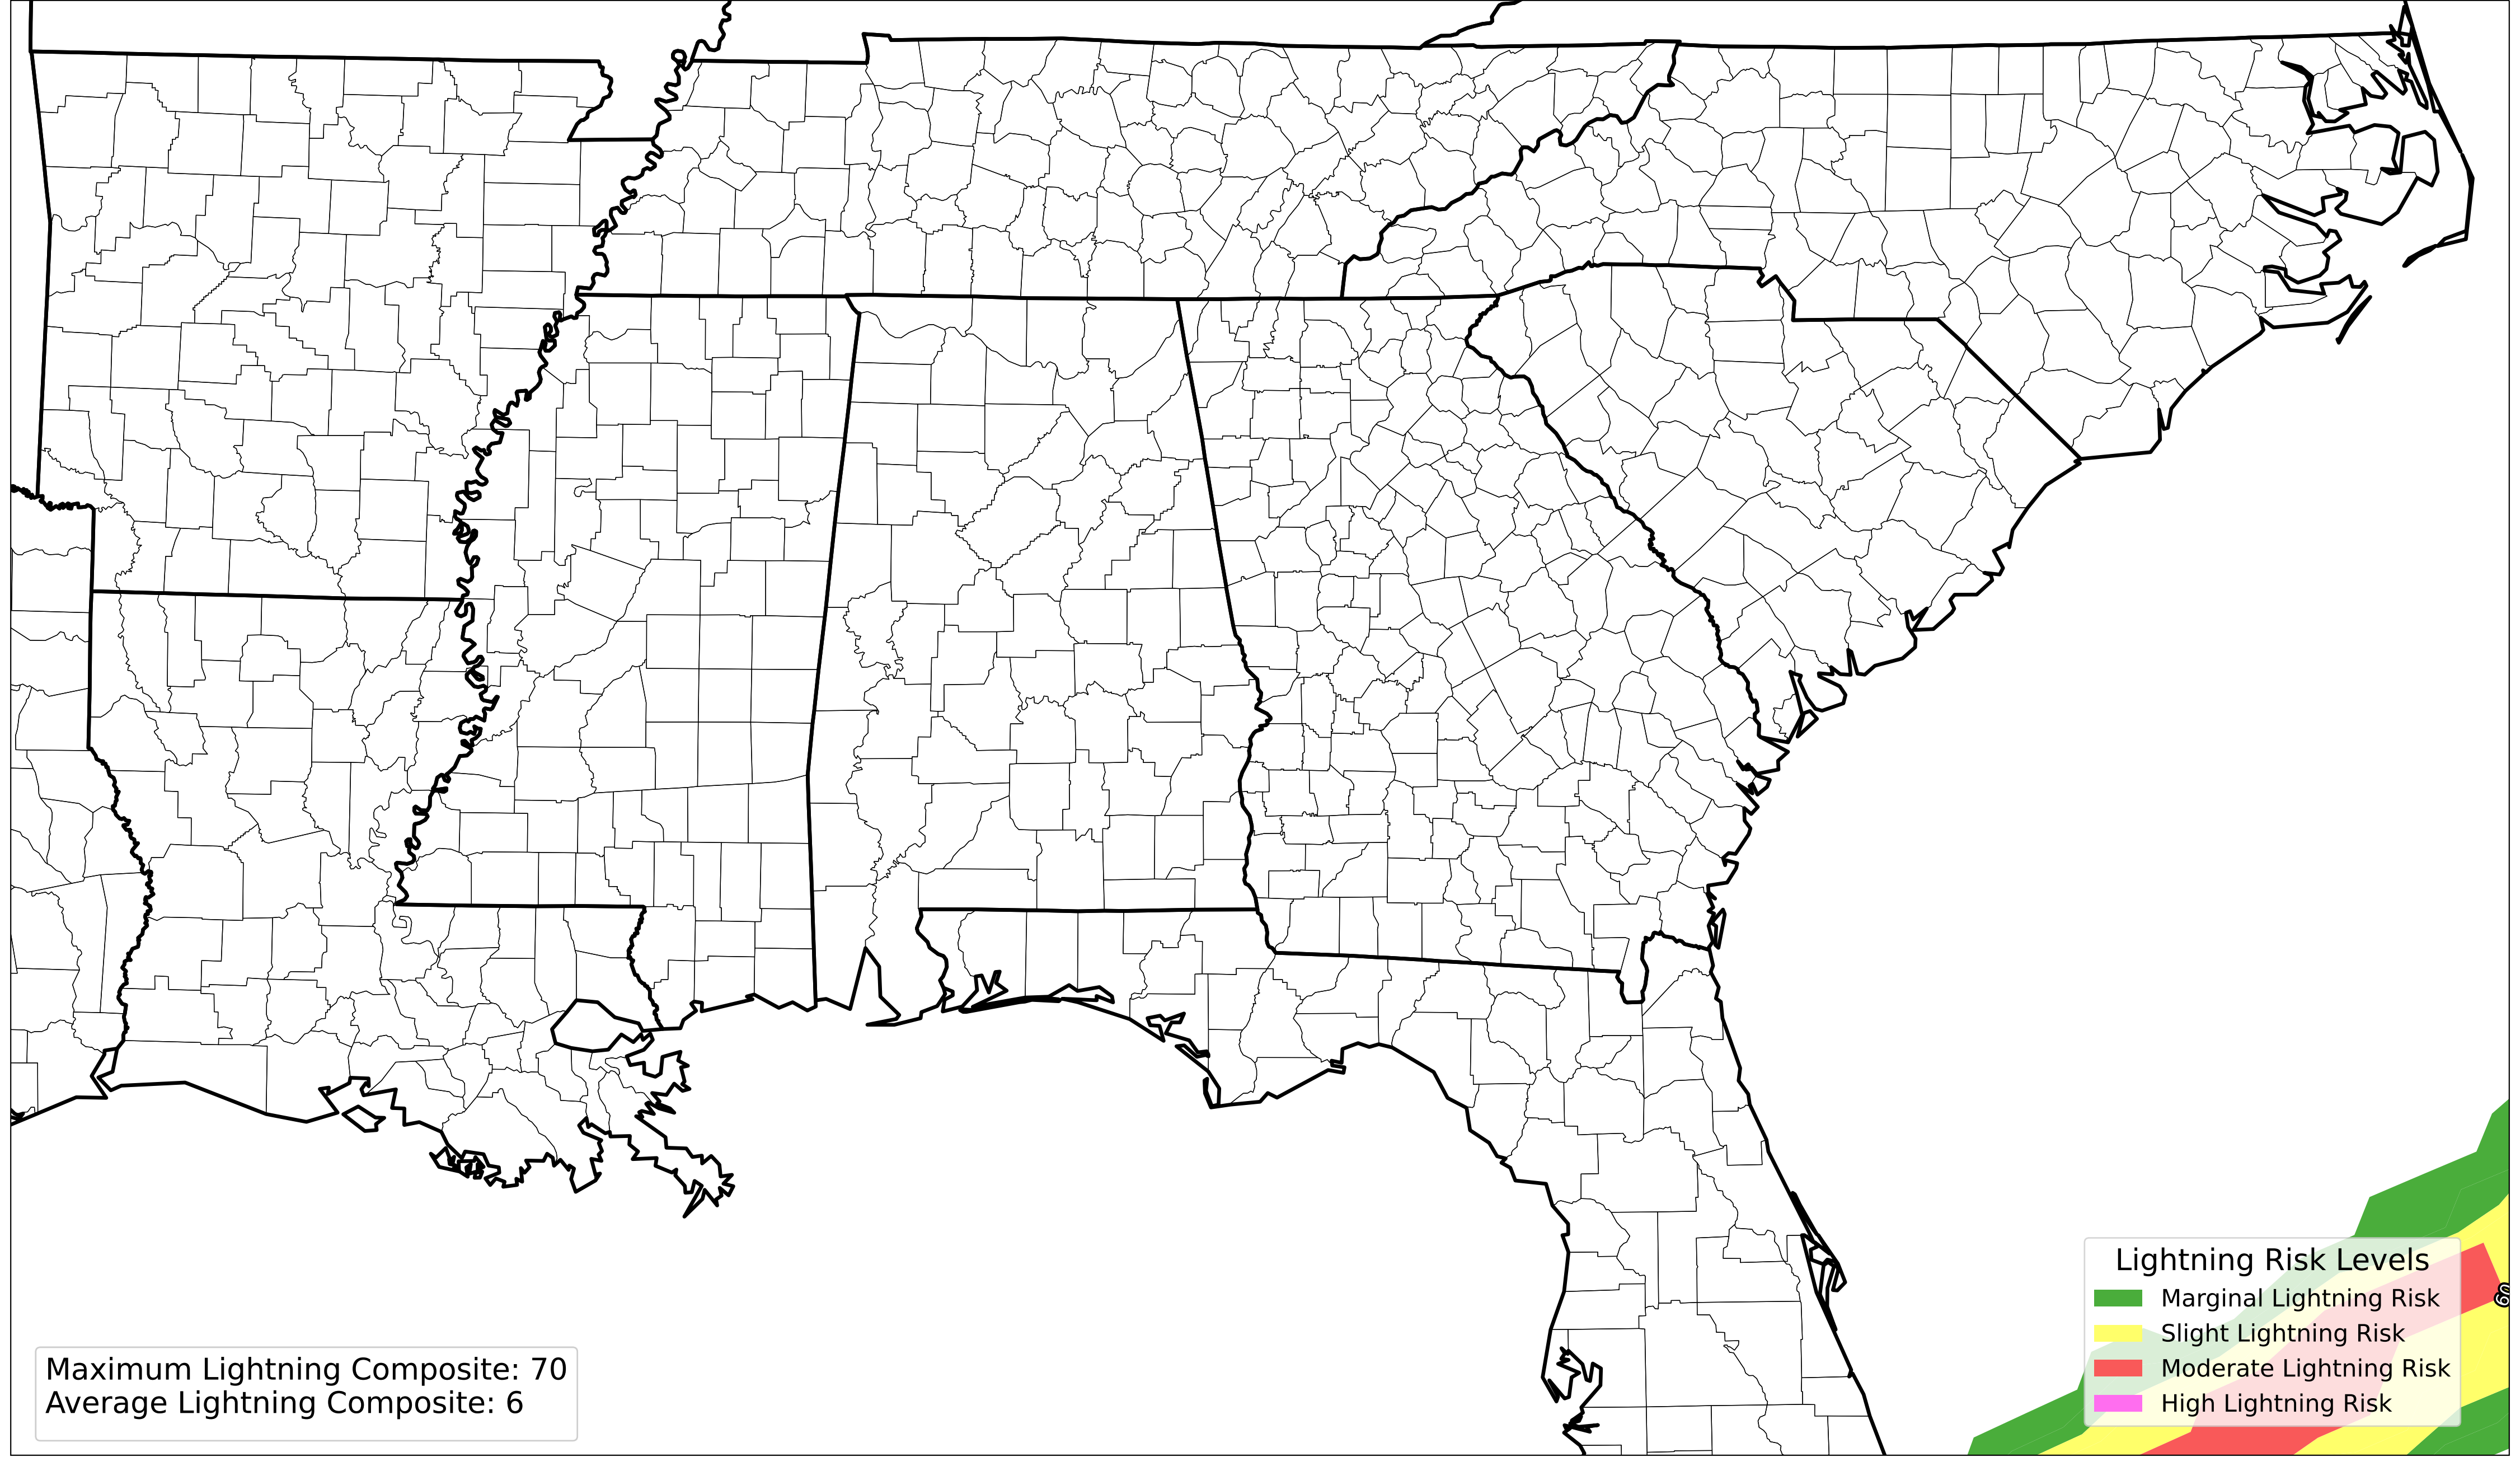 60
Lightning Risk Levels
Marginal Lightning Risk
Slight Lightning Risk
Moderate Lightning Risk
High Lightning Risk
Maximum Lightning Composite: 70
Average Lightning Composite: 6